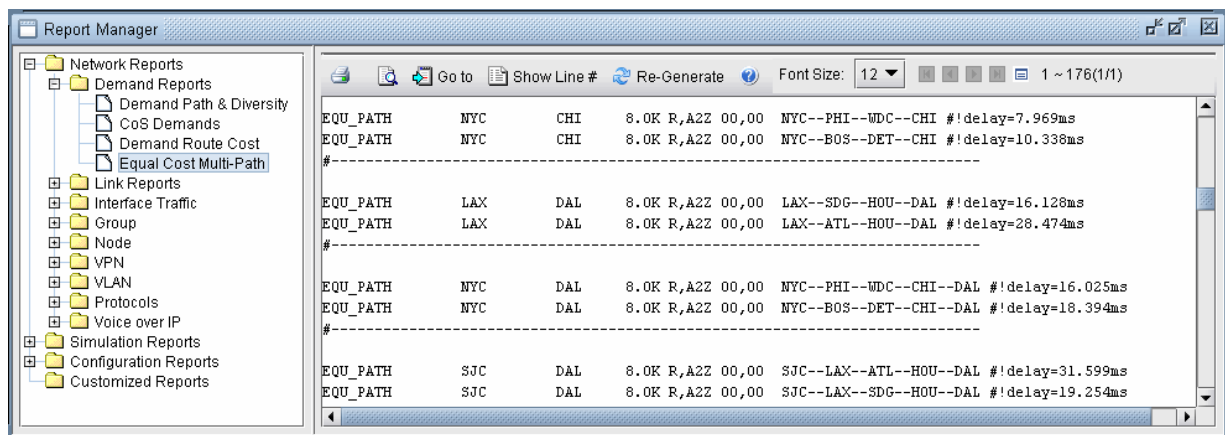 Report Manager
Network Reports
Demand Reports
Demand Path & Diversity
CoS Demands
Demand Route Cost
Equal Cost Multi-Path
Link Reports
Interface Traffic
Group
Node
VPN
VLAN
Protocols
Voice over IP
Simulation Reports
Configuration Reports
Customized Reports
Go to Show Line # Re-Generate Font Size: 12 1 ~ 176(1/1)
EQU_PATH NYC CHI 8.0K R,A2Z 00,00 NYC--PHI--WDC--CHI #!delay=7.969ms
EQU_PATH NYC CHI 8.0K R,A2Z 00,00 NYC--BOS--DET--CHI #!delay=10.338ms
#-----------------------------------------------------------------------
EQU_PATH LAX DAL 8.0K R,A2Z 00,00 LAX--SDG--HOU--DAL #!delay=16.128ms
EQU_PATH LAX DAL 8.0K R,A2Z 00,00 LAX--ATL--HOU--DAL #!delay=28.474ms
#-----------------------------------------------------------------------
EQU_PATH NYC DAL 8.0K R,A2Z 00,00 NYC--PHI--WDC--CHI--DAL #!delay=16.025ms
EQU_PATH NYC DAL 8.0K R,A2Z 00,00 NYC--BOS--DET--CHI--DAL #!delay=18.394ms
#-----------------------------------------------------------------------
EQU_PATH SJC DAL 8.0K R,A2Z 00,00 SJC--LAX--ATL--HOU--DAL #!delay=31.599ms
EQU_PATH SJC DAL 8.0K R,A2Z 00,00 SJC--LAX--SDG--HOU--DAL #!delay=19.254ms